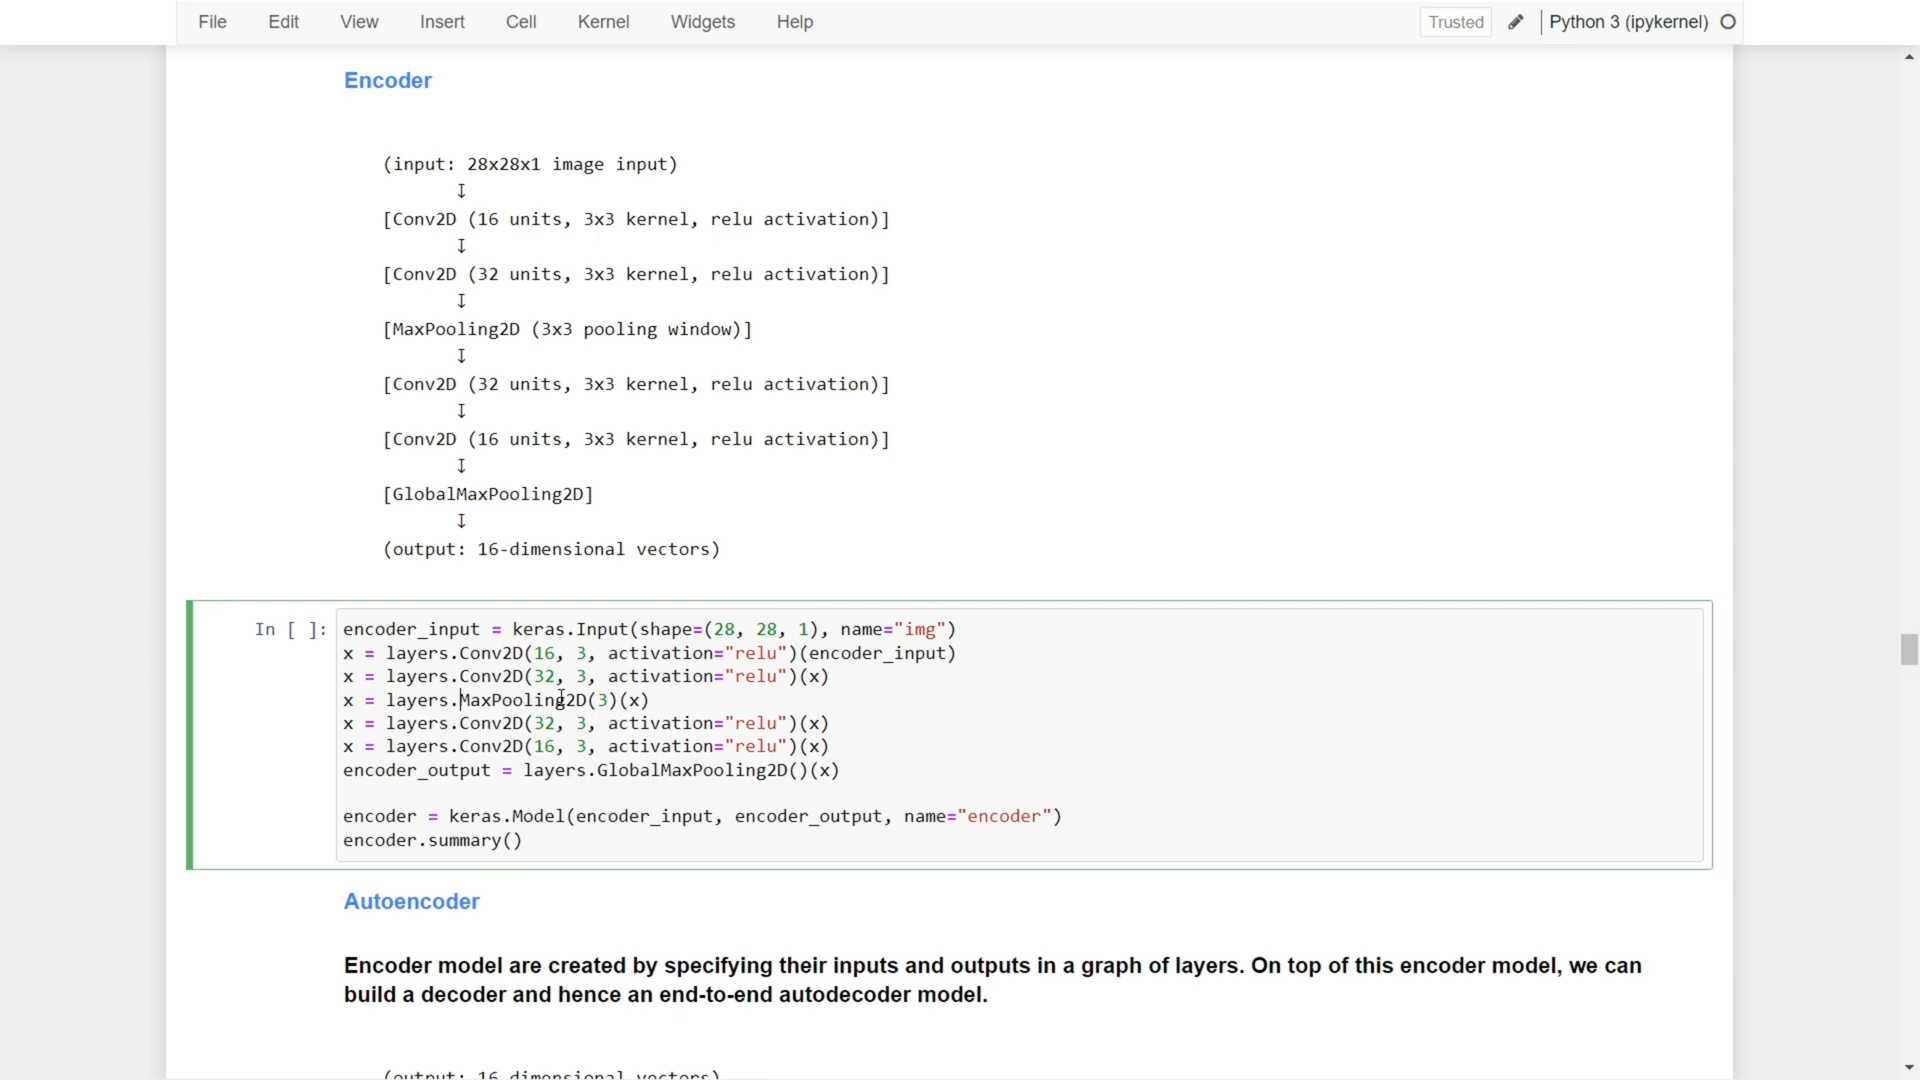 File Edit View Insert Cell Kernel Widgets Help Trusted Python 3 (ipykernel)
Encoder
(input: 28x28x1 image input)
↧
[Conv2D (16 units, 3x3 kernel, relu activation)]
↧
[Conv2D (32 units, 3x3 kernel, relu activation)]
↧
[MaxPooling2D (3x3 pooling window)]
↧
[Conv2D (32 units, 3x3 kernel, relu activation)]
↧
[Conv2D (16 units, 3x3 kernel, relu activation)]
↧
[GlobalMaxPooling2D]
↧
(output: 16-dimensional vectors)
In [ ]: encoder_input = keras.Input(shape=(28, 28, 1), name="img")
x = layers.Conv2D(16, 3, activation="relu")(encoder_input)
x = layers.Conv2D(32, 3, activation="relu")(x)
x = layers.MaxPooling2D(3)(x)
x = layers.Conv2D(32, 3, activation="relu")(x)
x = layers.Conv2D(16, 3, activation="relu")(x)
encoder_output = layers.GlobalMaxPooling2D()(x)
encoder = keras.Model(encoder_input, encoder_output, name="encoder")
encoder.summary()
Autoencoder
Encoder model are created by specifying their inputs and outputs in a graph of layers. On top of this encoder model, we can
build a decoder and hence an end-to-end autodecoder model.
(output: 16 dimensional vectors)